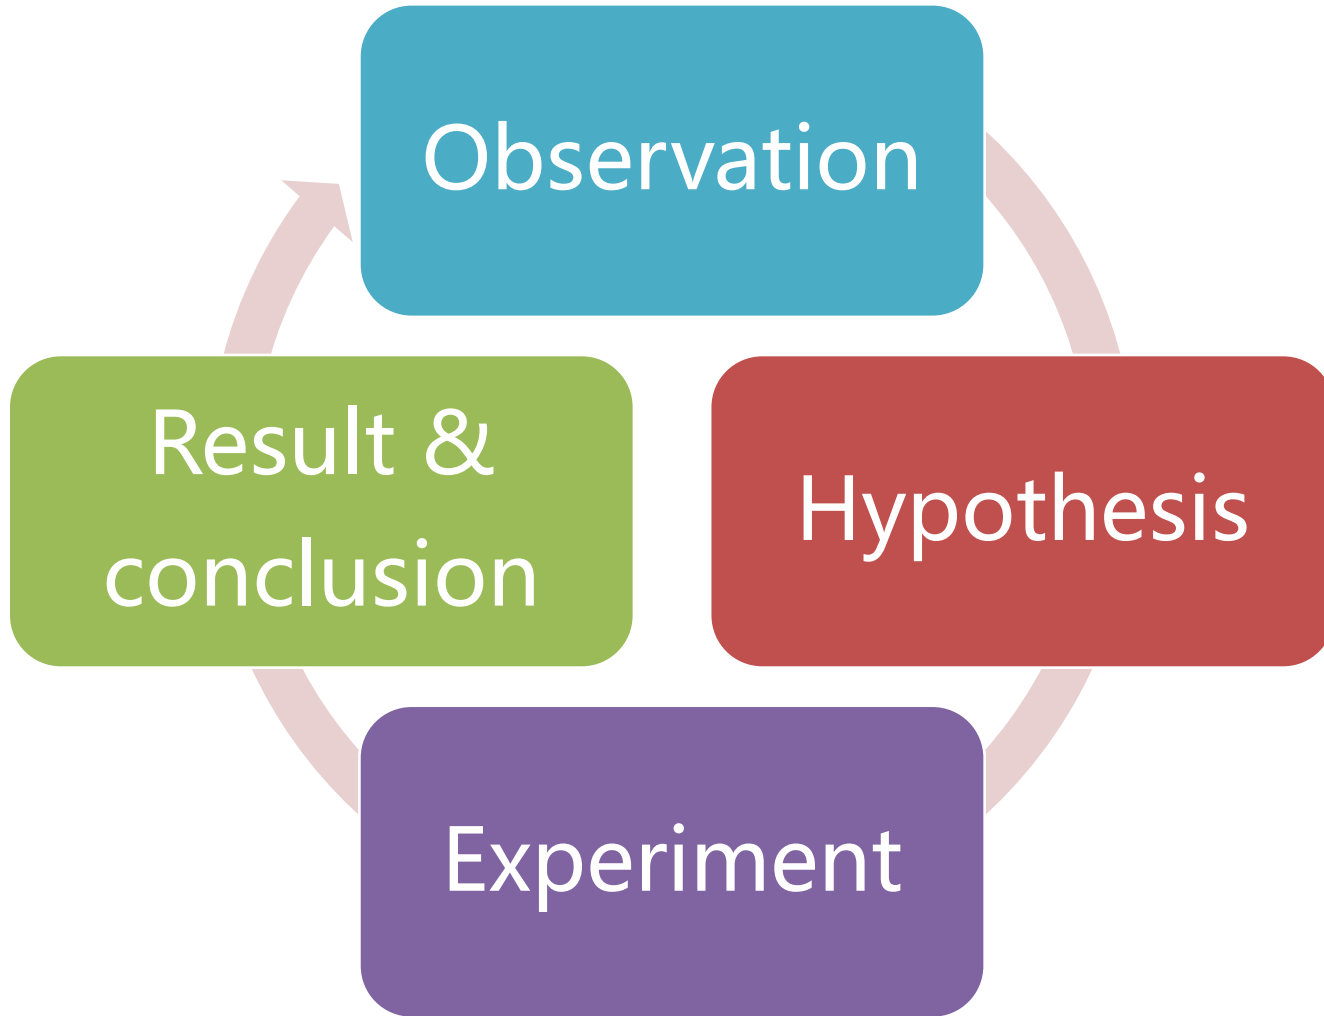 Observation
Hypothesis
Experiment
Result &
conclusion